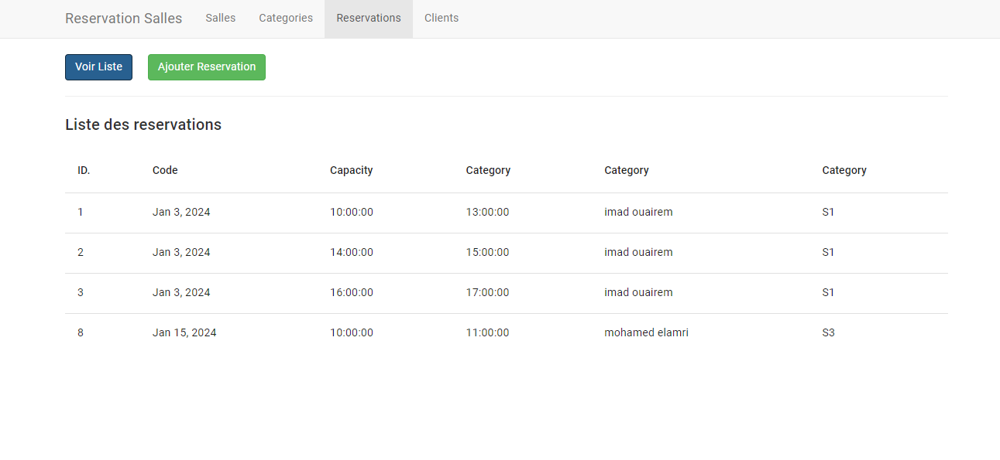 Reservation Salles Salles Categories Reservations Clients
Voir Liste Ajouter Reservation
Liste des reservations
ID. Code Capacity Category Category Category
1 Jan 3, 2024 10:00:00 13:00:00 imad ouairem S1
2 Jan 3, 2024 14:00:00 15:00:00 imad ouairem S1
3 Jan 3, 2024 16:00:00 17:00:00 imad ouairem S1
8 Jan 15, 2024 10:00:00 11:00:00 mohamed elamri S3